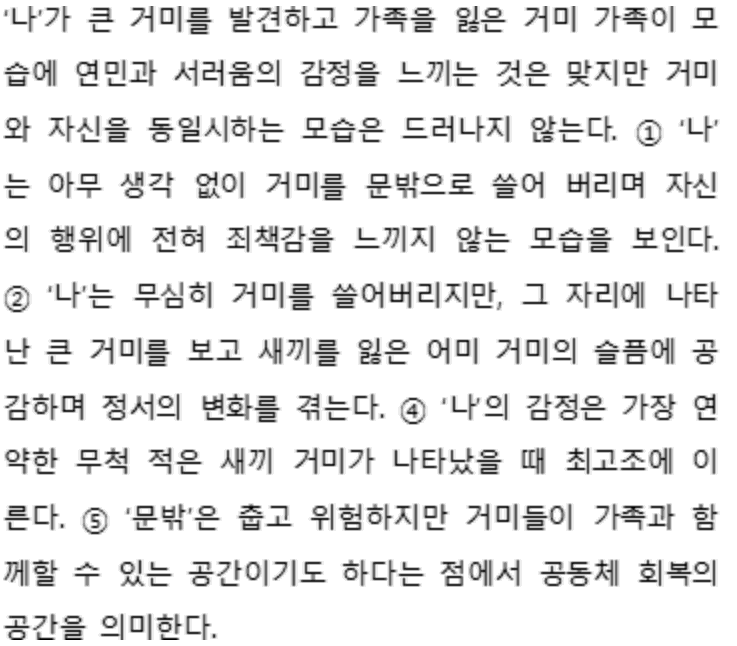 ‘나’가 큰 거미를 발견하고 가족을 잃은 거미 가족이 모
습에 연민과 서러움의 감정을 느끼는 것은 맞지만 거미
와 자신을 동일시하는 모습은 드러나지 않는다. ① ‘나’
는 아무 생각 없이 거미를 문밖으로 쓸어 버리며 자신
의 행위에 전혀 죄책감을 느끼지 않는 모습을 보인다.
② ‘나’는 무심히 거미를 쓸어버리지만, 그 자리에 나타
난 큰 거미를 보고 새끼를 잃은 어미 거미의 슬픔에 공
감하며 정서의 변화를 겪는다. ④ ‘나’의 감정은 가장 연
약한 무척 적은 새끼 거미가 나타났을 때 최고조에 이
른다. ⑤ ‘문밖’은 춥고 위험하지만 거미들이 가족과 함
께할 수 있는 공간이기도 하다는 점에서 공동체 회복의
공간을 의미한다.